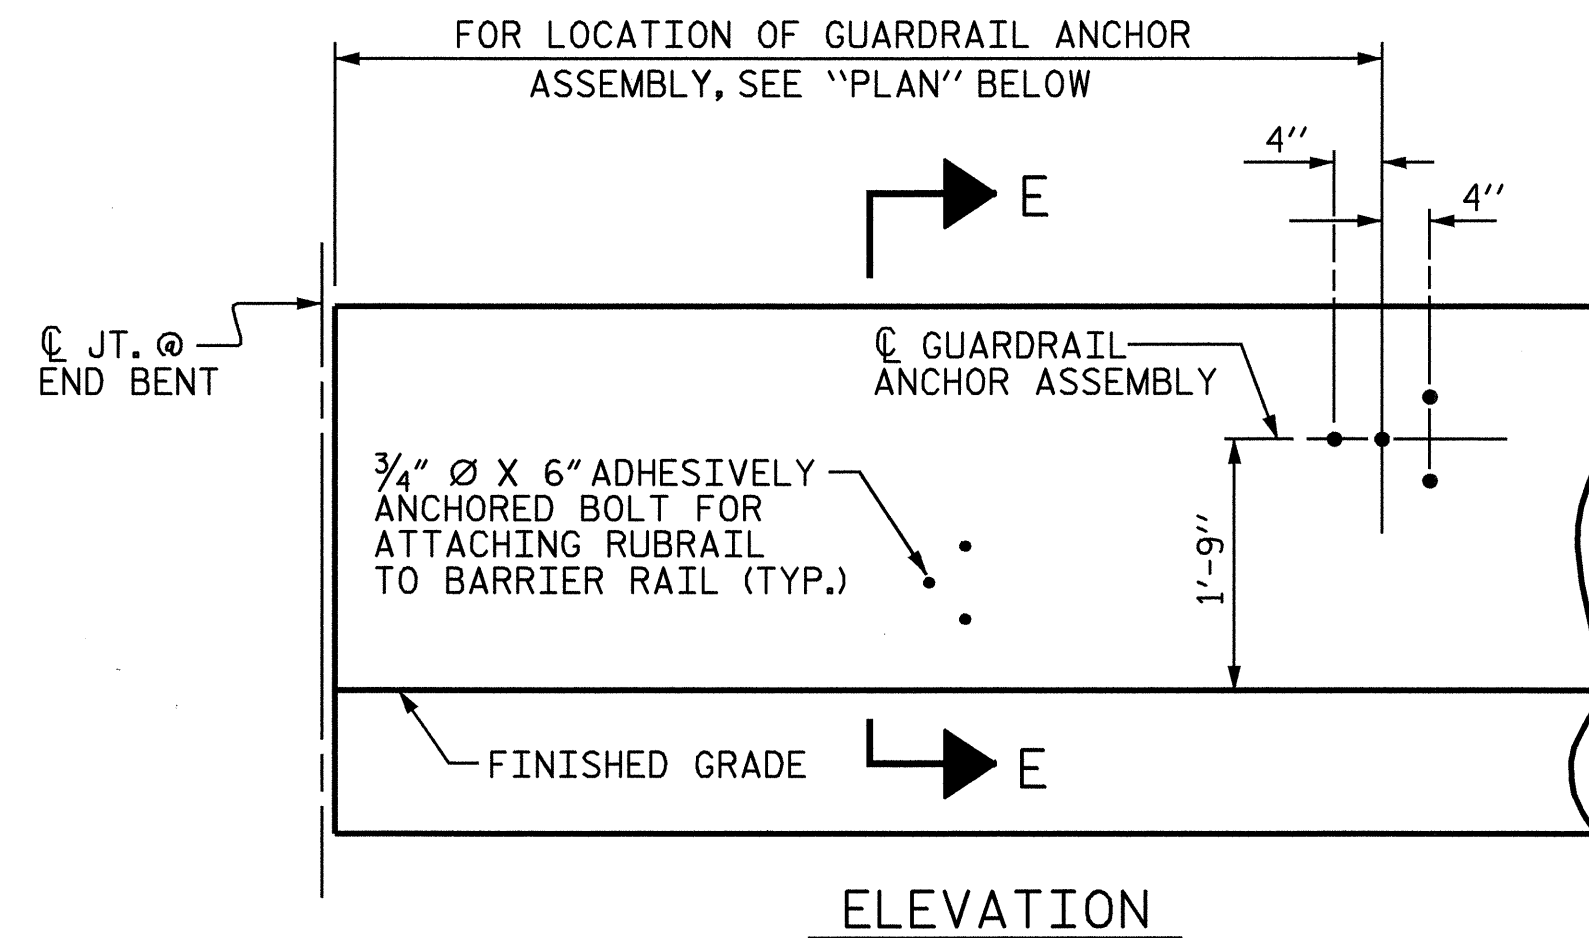 FOR LOCATION OF GUARDRAIL ANCHOR
ASSEMBLY, SEE ‘‘PLAN’’ BELOW
4’’
4’’
E
℄ JT. @
END BENT
℄ GUARDRAIL
ANCHOR ASSEMBLY
3/4" Ø X 6" ADHESIVELY
ANCHORED BOLT FOR
ATTACHING RUBRAIL
TO BARRIER RAIL (TYP.)
1'-9"
FINISHED GRADE
E
ELEVATION